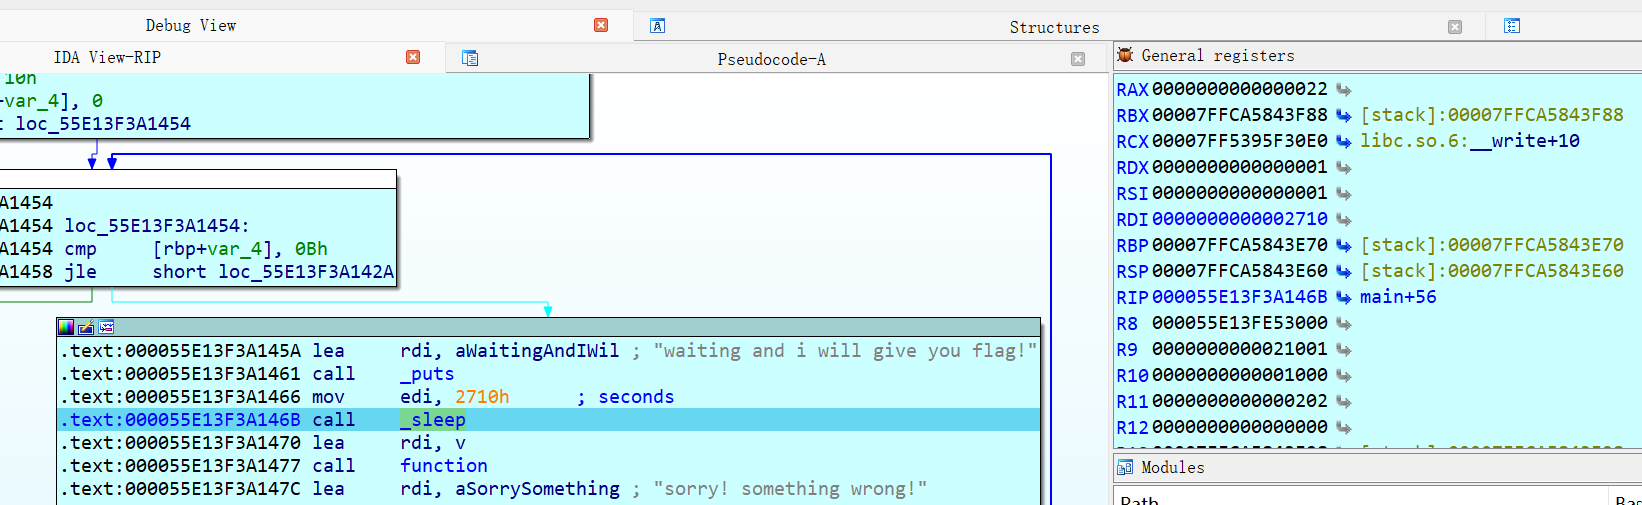 Debug View
Structures
IDA View-RIP
Pseudocode-A
General registers
10h
+var_4], 0
t loc_55E13F3A1454
A1454
A1454 loc_55E13F3A1454:
A1454 cmp [rbp+var_4], 0Bh
A1458 jle short loc_55E13F3A142A
.text:000055E13F3A145A lea rdi, aWaitingAndIWil ; "waiting and i will give you flag!"
.text:000055E13F3A1461 call _puts
.text:000055E13F3A1466 mov edi, 2710h ; seconds
.text:000055E13F3A146B call _sleep
.text:000055E13F3A1470 lea rdi, v
.text:000055E13F3A1477 call function
.text:000055E13F3A147C lea rdi, aSorrySomething ; "sorry! something wrong!"
RAX 0000000000000022
RBX 00007FFCA5843F88 [stack]:00007FFCA5843F88
RCX 00007FF5395F30E0 libc.so.6:__write+10
RDX 0000000000000001
RSI 0000000000000001
RDI 0000000000002710
RBP 00007FFCA5843E70 [stack]:00007FFCA5843E70
RSP 00007FFCA5843E60 [stack]:00007FFCA5843E60
RIP 000055E13F3A146B main+56
R8 000055E13FE53000
R9 0000000000021001
R10 0000000000001000
R11 0000000000000202
R12 0000000000000000
Modules
Path
Bas